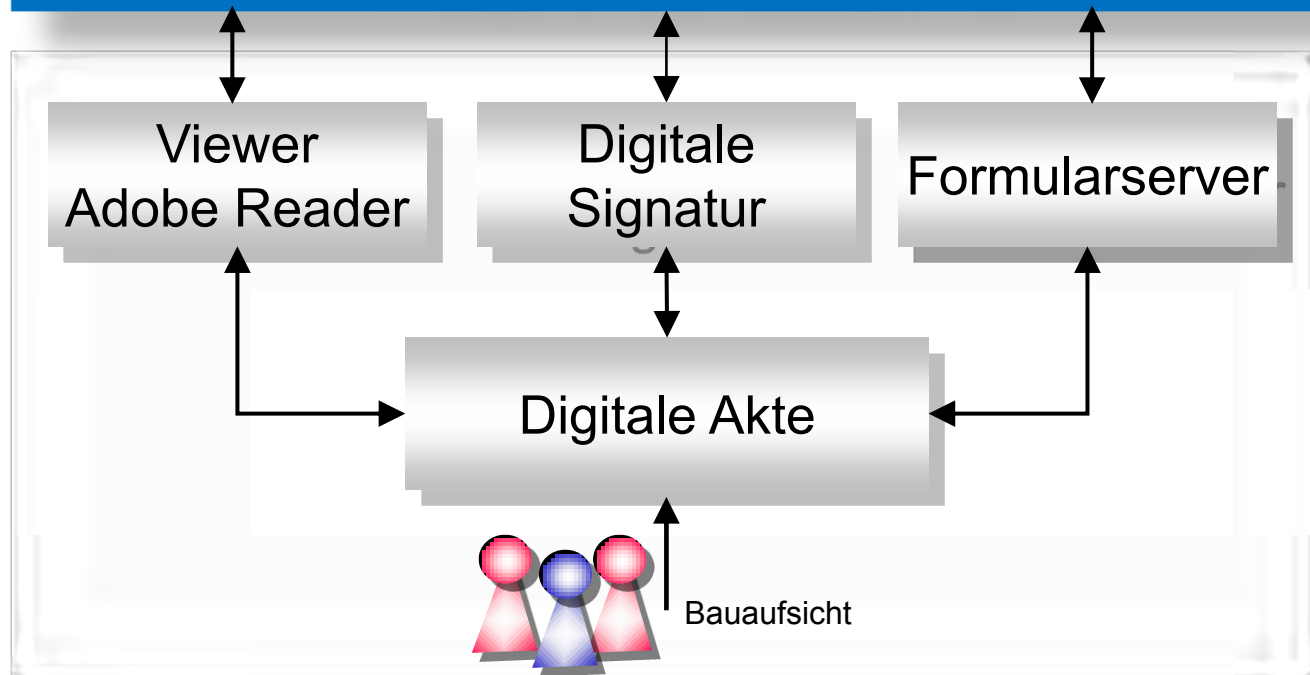 Viewer
Adobe Reader
Digitale
Signatur
Formularserver
Digitale Akte
Bauaufsicht